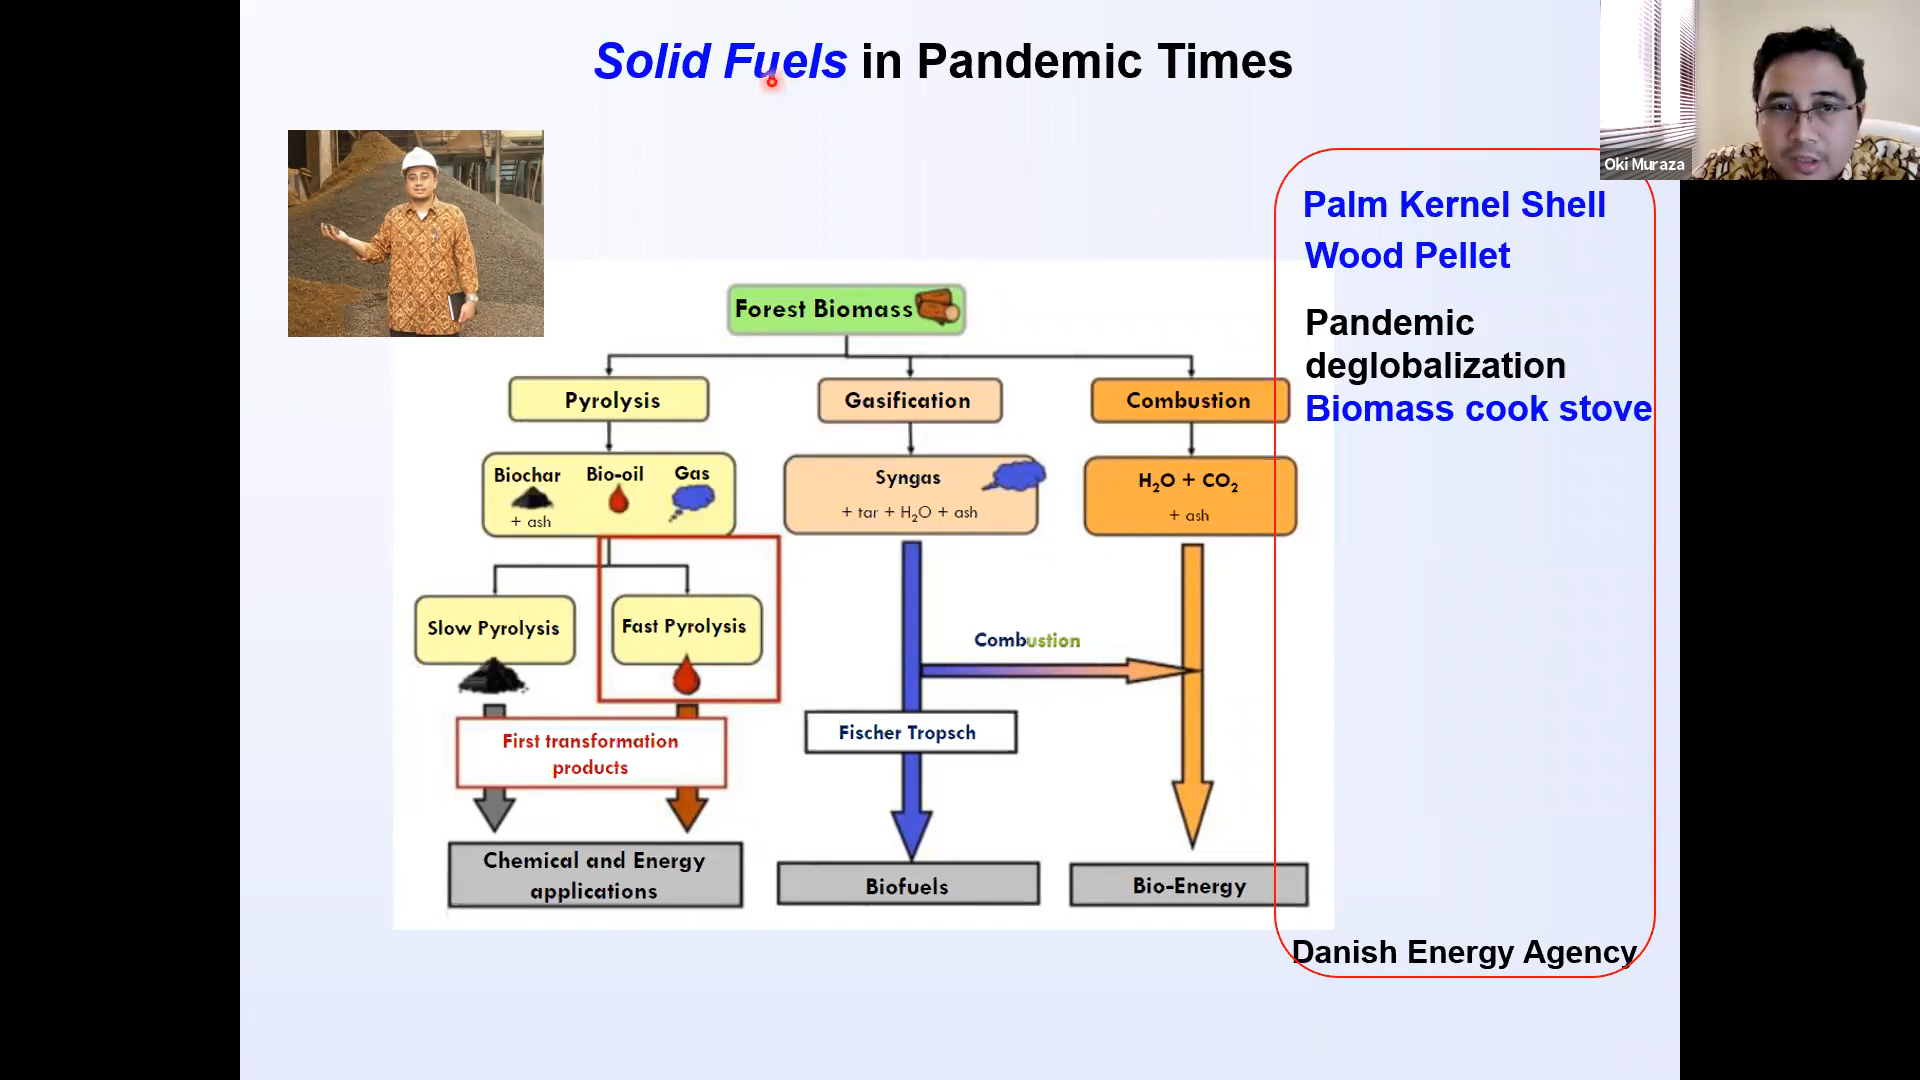 Solid Fuels in Pandemic Times
Oki Muraza
Palm Kernel Shell
Wood Pellet
Pandemic
deglobalization
Biomass cook stove
Forest Biomass
Pyrolysis
Gasification
Combustion
Biochar Bio-oil Gas
+ ash
Syngas
+ tar + H₂O + ash
H₂O + CO₂
+ ash
Slow Pyrolysis
Fast Pyrolysis
Combustion
First transformation
products
Fischer Tropsch
Chemical and Energy
applications
Biofuels
Bio-Energy
Danish Energy Agency